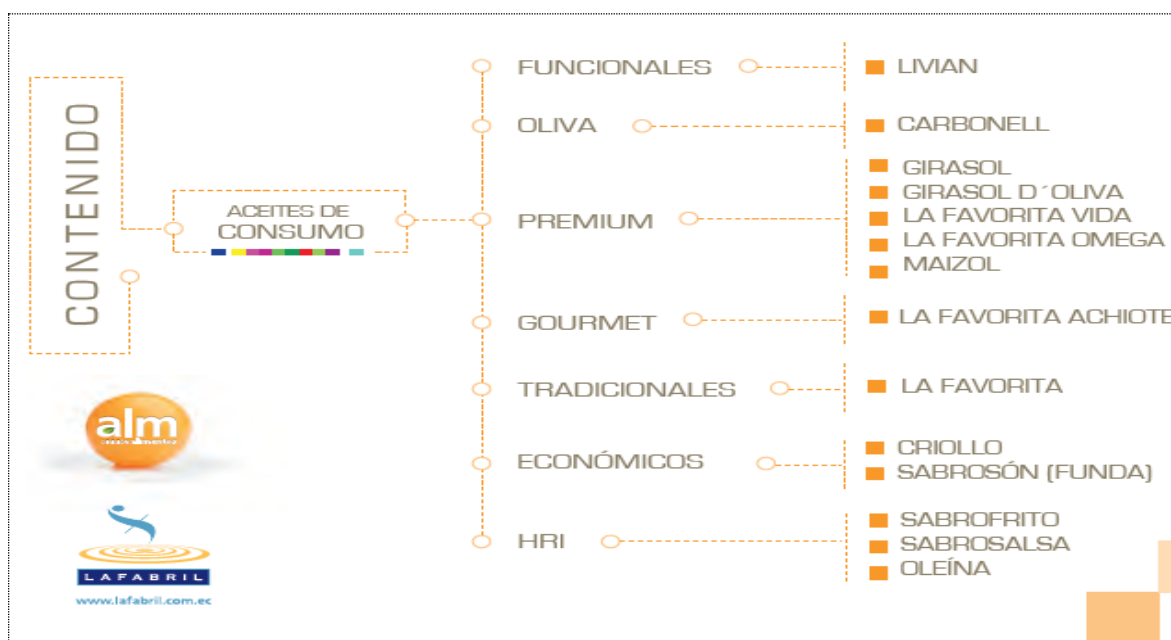 CONTENIDO
ACEITES DE
CONSUMO
FUNCIONALES
LIVIAN
OLIVA
CARBONELL
PREMIUM
GIRASOL
GIRASOL D´OLIVA
LA FAVORITA VIDA
LA FAVORITA OMEGA
MAIZOL
GOURMET
LA FAVORITA ACHIOTE
TRADICIONALES
LA FAVORITA
ECONÓMICOS
CRIOLLO
SABROSÓN (FUNDA)
HRI
SABROFRITO
SABROSALSA
OLEÍNA
alm
LAFABRIL
www.lafabril.com.ec